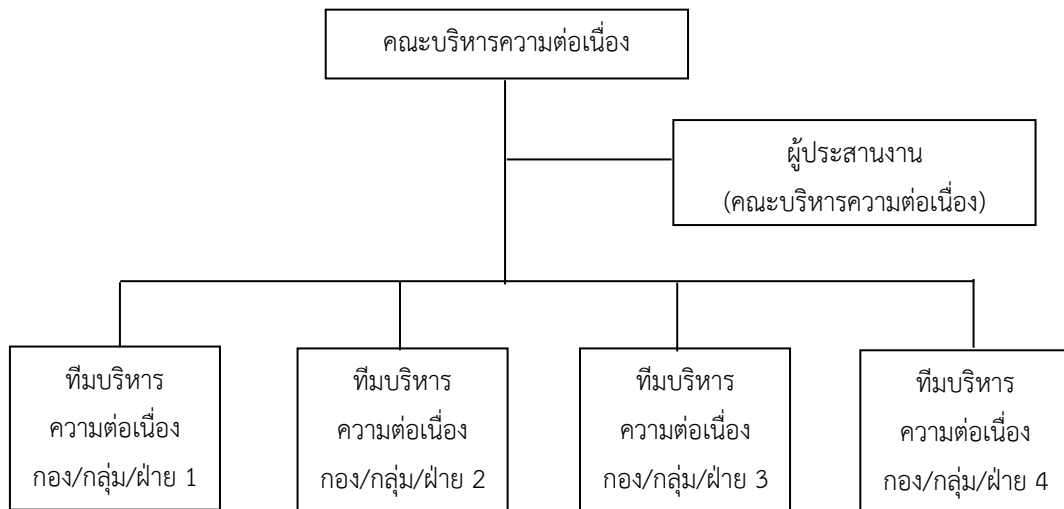 คณะบริหารความต่อเนื่อง
ผู้ประสานงาน
(คณะบริหารความต่อเนื่อง)
ทีมบริหาร
ความต่อเนื่อง
กอง/กลุ่ม/ฝ่าย 1
ทีมบริหาร
ความต่อเนื่อง
กอง/กลุ่ม/ฝ่าย 2
ทีมบริหาร
ความต่อเนื่อง
กอง/กลุ่ม/ฝ่าย 3
ทีมบริหาร
ความต่อเนื่อง
กอง/กลุ่ม/ฝ่าย 4